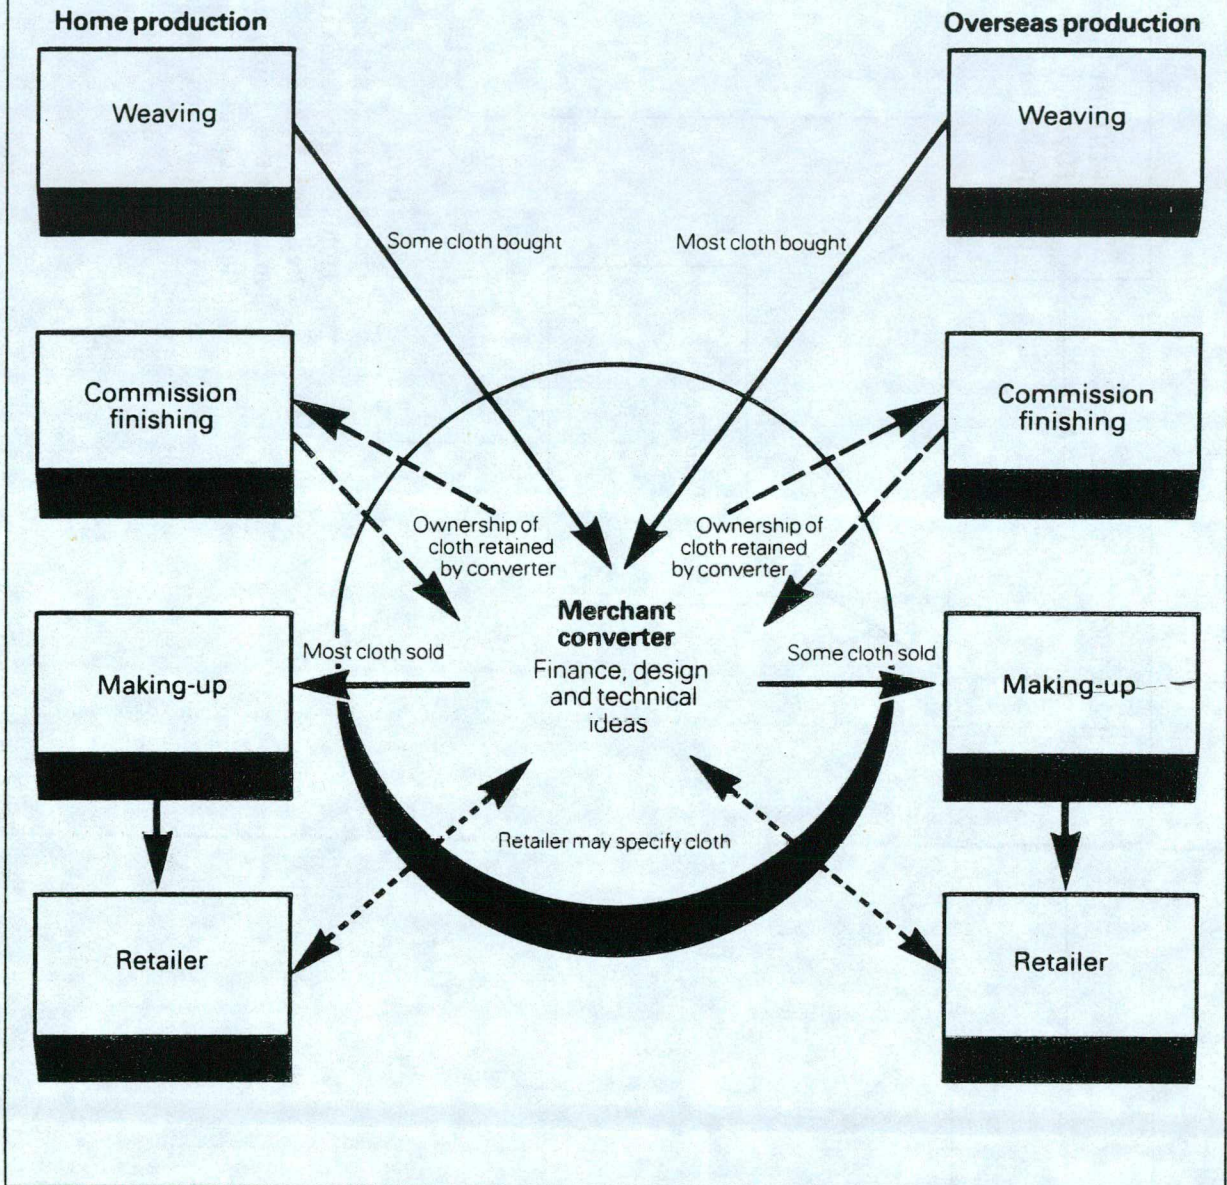 Home production
Overseas production
Weaving
Weaving
Some cloth bought
Most cloth bought
Commission
finishing
Commission
finishing
Ownership of
cloth retained
by converter
Ownership of
cloth retained
by converter
Merchant
converter
Finance, design
and technical
ideas
Most cloth sold
Some cloth sold
Making-up
Making-up
Retailer may specify cloth
Retailer
Retailer